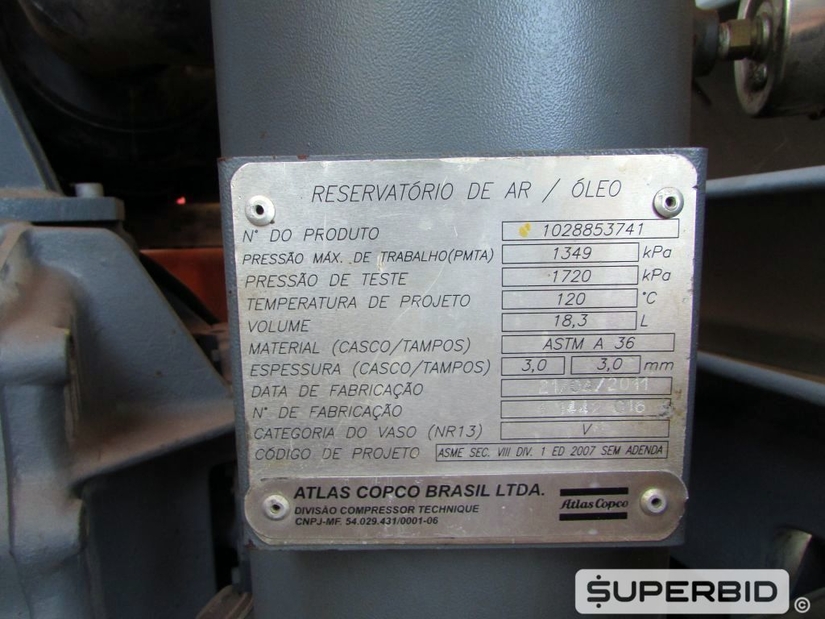 RESERVATÓRIO DE AR / ÓLEO
N° DO PRODUTO 1028853741
PRESSÃO MÁX. DE TRABALHO(PMTA) 1349 kPa
PRESSÃO DE TESTE 1720 kPa
TEMPERATURA DE PROJETO 120 °C
VOLUME 18,3 L
MATERIAL (CASCO/TAMPOS) ASTM A 36
ESPESSURA (CASCO/TAMPOS) 3,0 3,0 mm
DATA DE FABRICAÇÃO
N° DE FABRICAÇÃO
CATEGORIA DO VASO (NR13) V
CÓDIGO DE PROJETO ASME SEC. VIII DIV. 1 ED 2007 SEM ADENDA
ATLAS COPCO BRASIL LTDA.
DIVISÃO COMPRESSOR TECHNIQUE
CNPJ-MF. 54.029.431/0001-06
Atlas Copco
SUPERBID ©